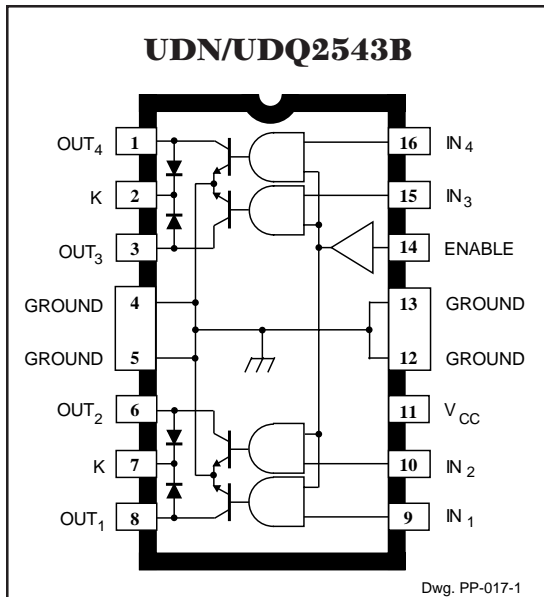 UDN/UDQ2543B
OUT4 1 16 IN4
K 2 15 IN3
OUT3 3 14 ENABLE
GROUND 4 13 GROUND
GROUND 5 12 GROUND
OUT2 6 11 VCC
K 7 10 IN2
OUT1 8 9 IN1
Dwg. PP-017-1